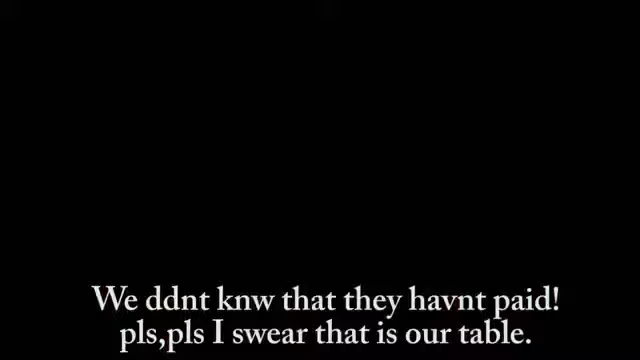 We ddnt knw that they havnt paid!
pls,pls I swear that is our table.